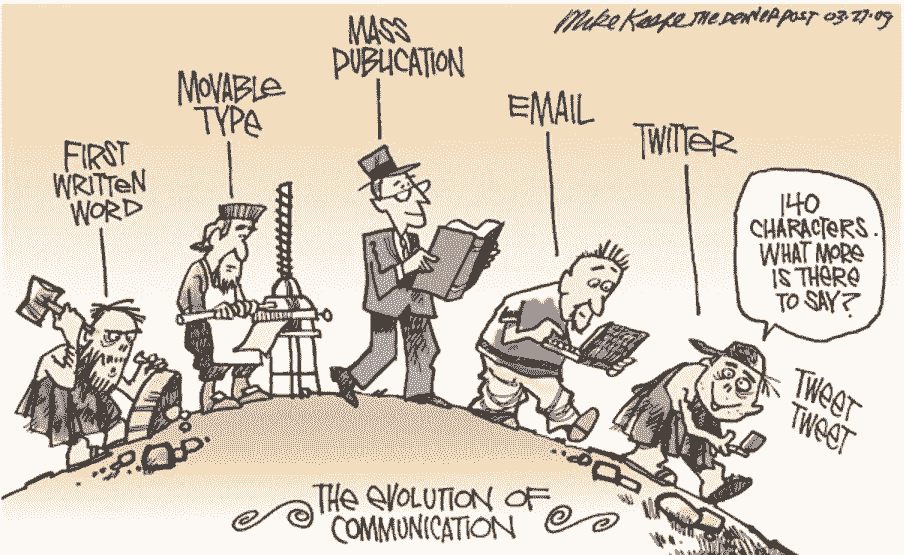 Mike Keefe THE DENVER POST 03.27.09
MASS
PUBLICATION
MOVABLE
TYPE
EMAIL
FIRST
WRITTEN
WORD
TWITTER
140
CHARACTERS.
WHAT MORE
IS THERE
TO SAY?
TWEET
TWEET
THE EVOLUTION OF
COMMUNICATION